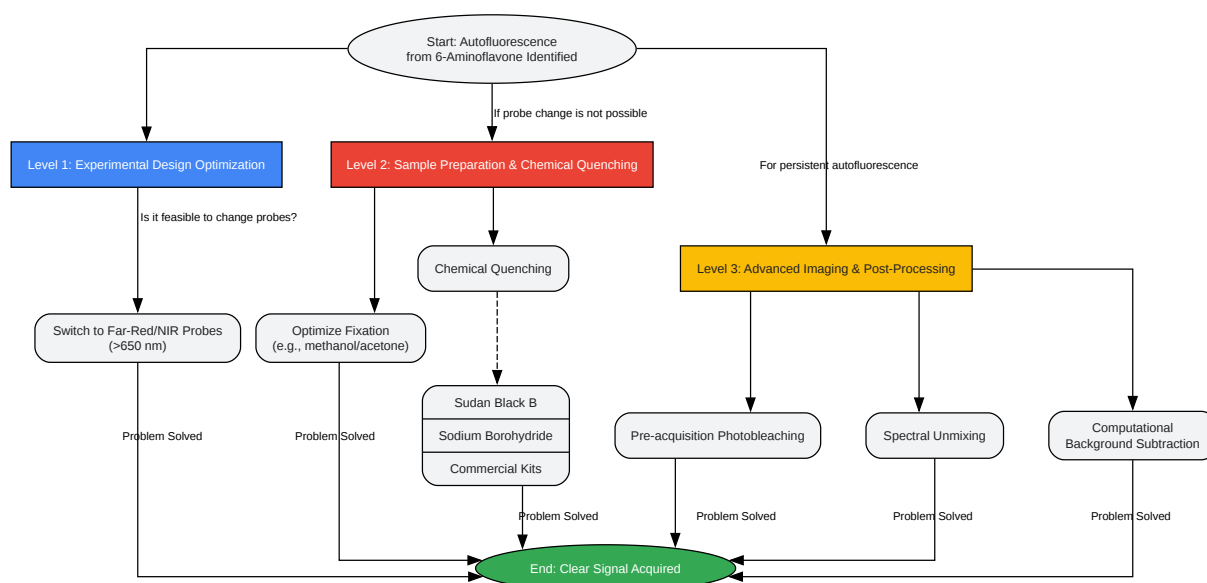 Start: Autofluorescence
from 6-Aminoflavone Identified
If probe change is not possible
Level 1: Experimental Design Optimization
Level 2: Sample Preparation & Chemical Quenching
For persistent autofluorescence
Is it feasible to change probes?
Chemical Quenching
Level 3: Advanced Imaging & Post-Processing
Switch to Far-Red/NIR Probes
(>650 nm)
Optimize Fixation
(e.g., methanol/acetone)
Sudan Black B
Sodium Borohydride
Commercial Kits
Pre-acquisition Photobleaching
Spectral Unmixing
Computational
Background Subtraction
Problem Solved
Problem Solved
Problem Solved
Problem Solved
Problem Solved
Problem Solved
End: Clear Signal Acquired